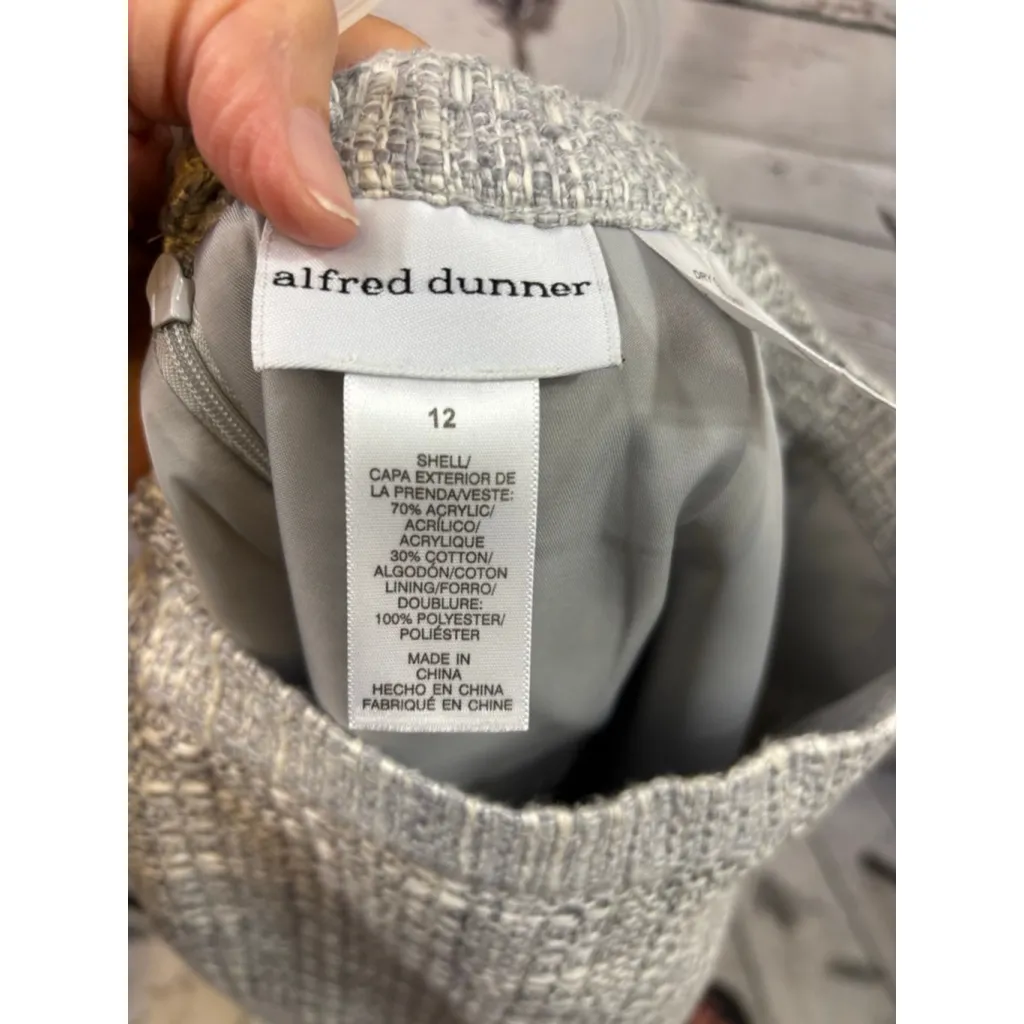 alfred dunner
12
SHELL/
CAPA EXTERIOR DE
LA PRENDA/VESTE:
70% ACRYLIC/
ACRÍLICO/
ACRYLIQUE
30% COTTON/
ALGODÓN/COTON
LINING/FORRO/
DOUBLURE:
100% POLYESTER/
POLIÉSTER
MADE IN
CHINA
HECHO EN CHINA
FABRIQUÉ EN CHINE
DRY